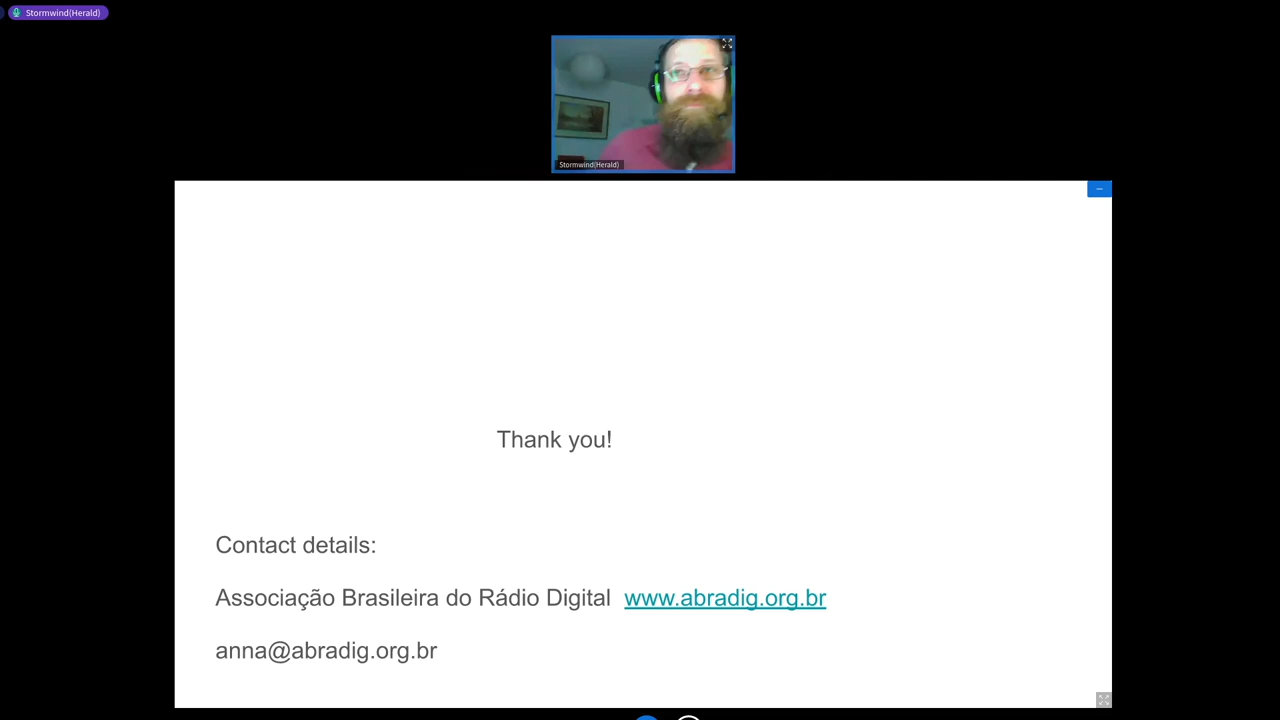 Stormwind(Herald)
Stormwind(Herald)
Thank you!
Contact details:
Associação Brasileira do Rádio Digital www.abradig.org.br
anna@abradig.org.br